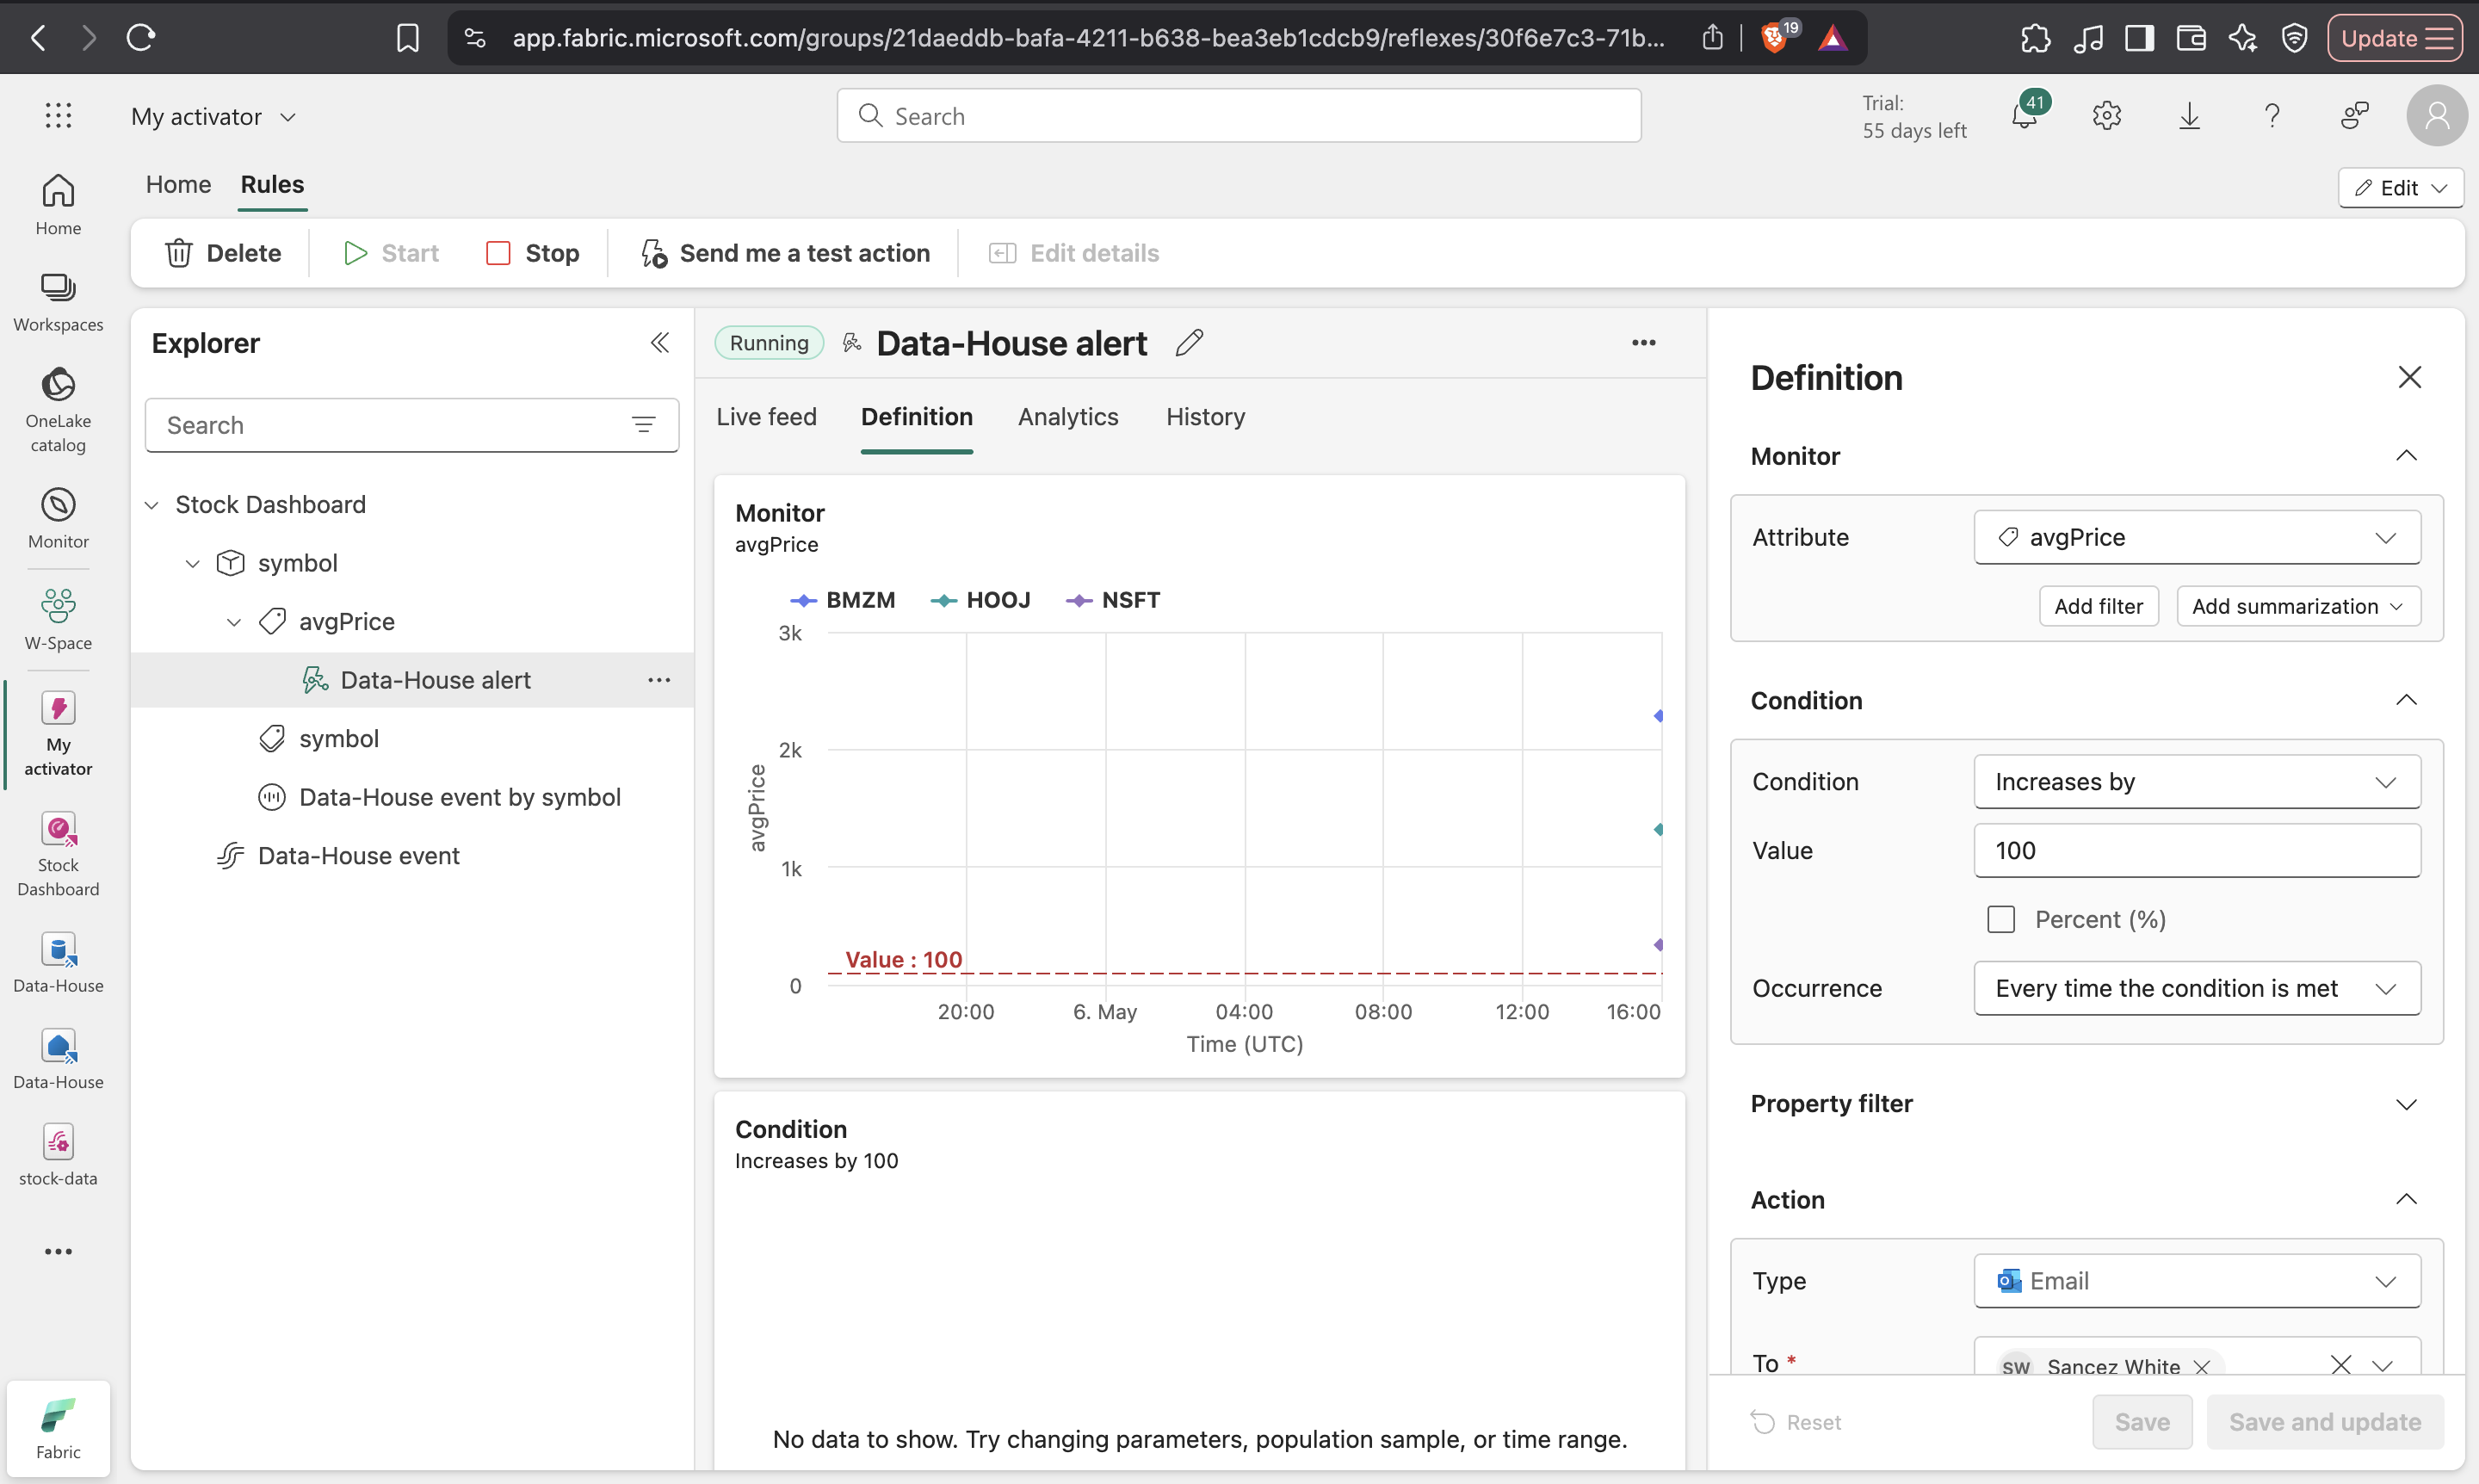 app.fabric.microsoft.com/groups/21daeddb-bafa-4211-b638-bea3eb1cdcb9/reflexes/30f6e7c3-71b...
19
Update
My activator
Search
Trial:
55 days left
41
Home
Rules
Edit
Delete
Start
Stop
Send me a test action
Edit details
Home
Workspaces
OneLake
catalog
Monitor
W-Space
My
activator
Stock
Dashboard
Data-House
Data-House
stock-data
Fabric
Explorer
Search
Stock Dashboard
symbol
avgPrice
Data-House alert
symbol
Data-House event by symbol
Data-House event
Running
Data-House alert
Live feed
Definition
Analytics
History
Monitor
avgPrice
BMZM
HOOJ
NSFT
3k
2k
1k
0
avgPrice
Value : 100
20:00
6. May
04:00
08:00
12:00
16:00
Time (UTC)
Condition
Increases by 100
No data to show. Try changing parameters, population sample, or time range.
Definition
Monitor
Attribute
avgPrice
Add filter
Add summarization
Condition
Condition
Increases by
Value
100
Percent (%)
Occurrence
Every time the condition is met
Property filter
Action
Type
Email
To *
SW
Sancez White
Reset
Save
Save and update